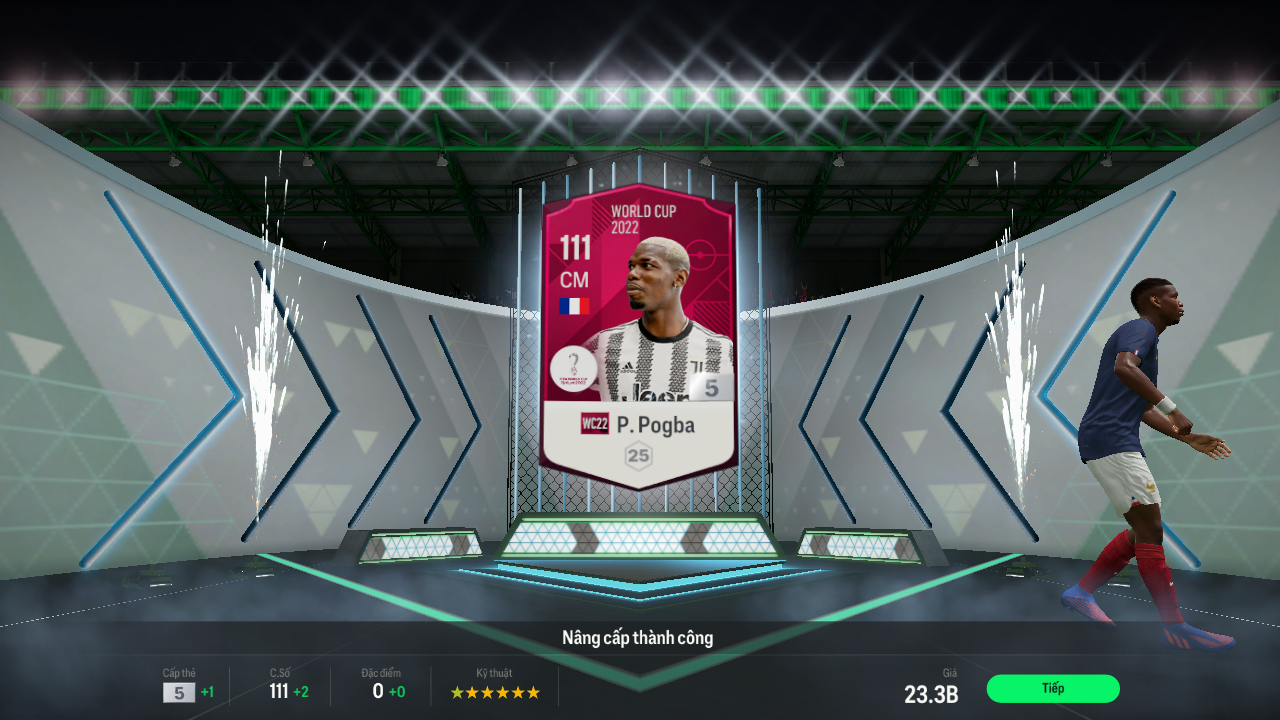 WORLD CUP
2022
111
CM
5
WC22 P. Pogba
25
Nâng cấp thành công
Cấp thẻ
5 +1
C.Số
111 +2
Đặc điểm
0 +0
Kỹ thuật
Giá
23.3B
Tiếp